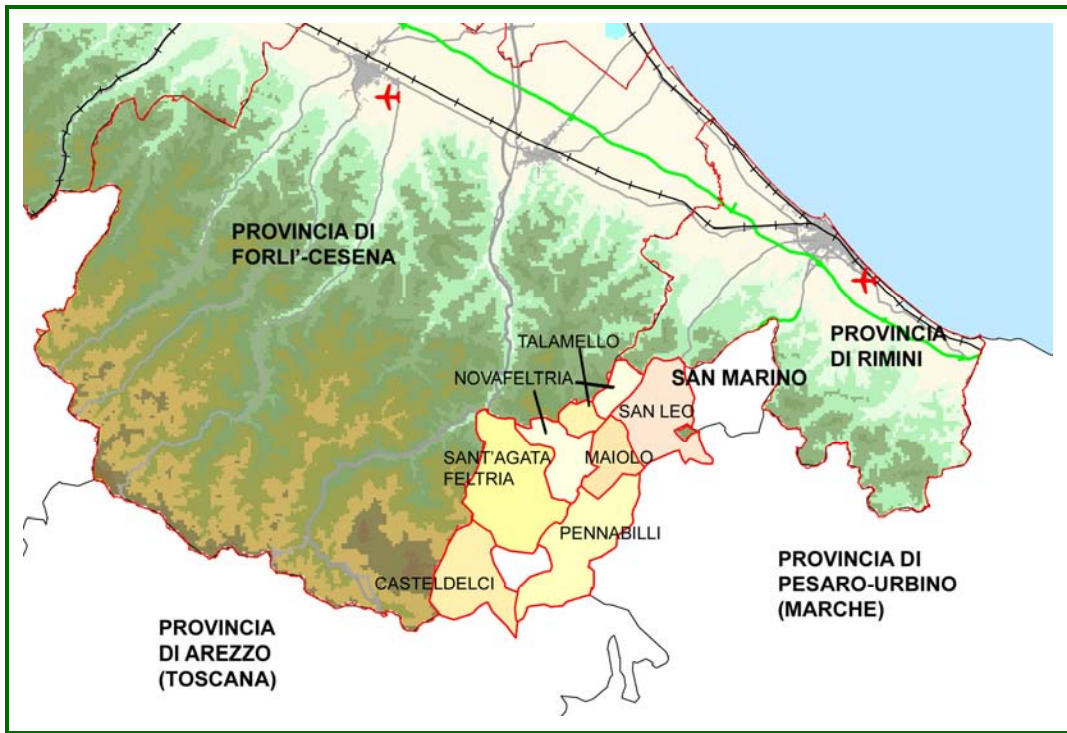 PROVINCIA DI
FORLI'-CESENA
TALAMELLO
NOVAFELTRIA
SAN MARINO
PROVINCIA
DI RIMINI
SAN LEO
SANT'AGATA
FELTRIA
MAIOLO
PENNABILLI
CASTELDELCI
PROVINCIA DI
PESARO-URBINO
(MARCHE)
PROVINCIA
DI AREZZO
(TOSCANA)